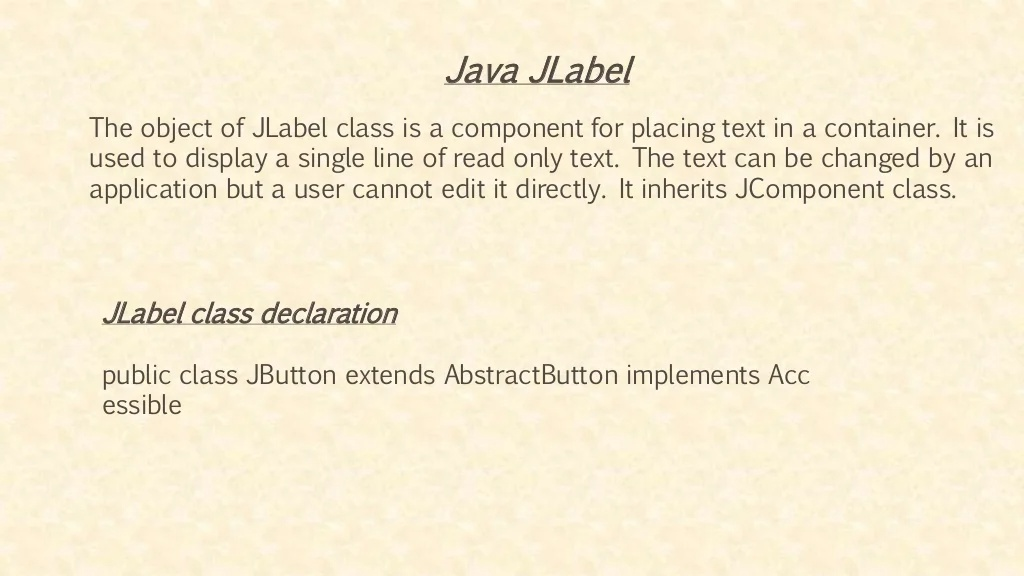 Java JLabel
The object of JLabel class is a component for placing text in a container. It is
used to display a single line of read only text. The text can be changed by an
application but a user cannot edit it directly. It inherits JComponent class.
JLabel class declaration
public class JButton extends AbstractButton implements Acc
essible